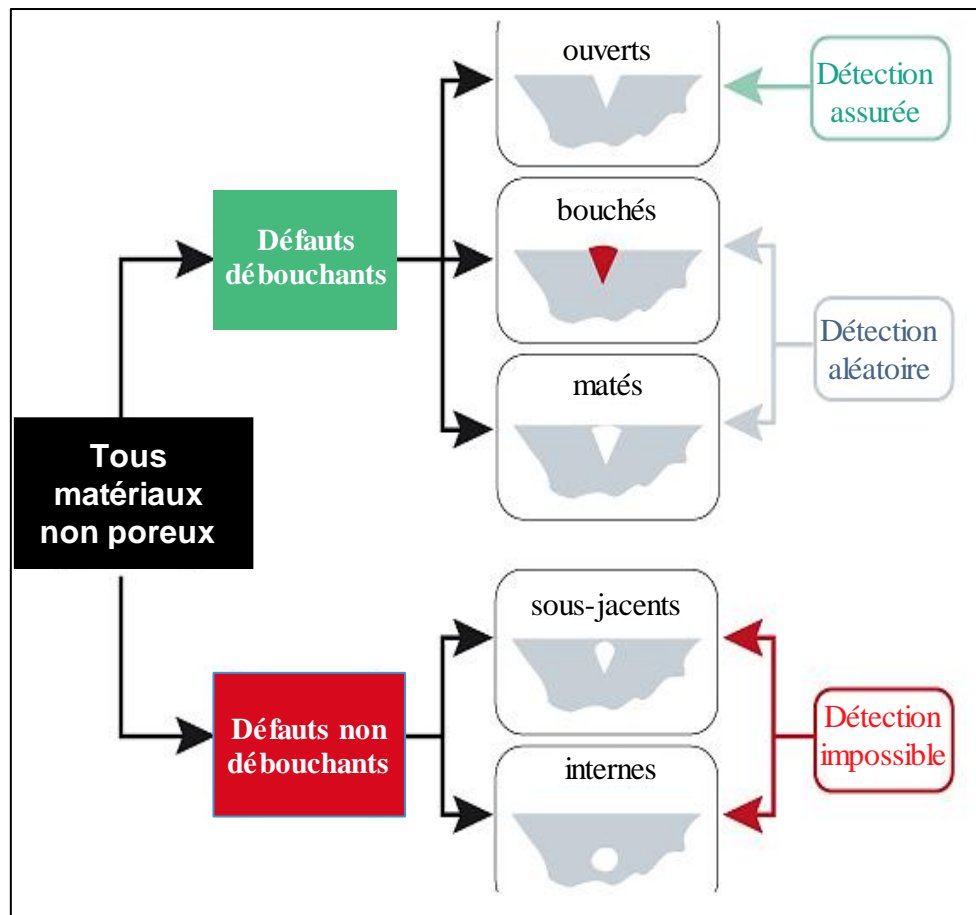 ouverts
Détection
assurée
bouchés
Défauts
débouchants
Détection
aléatoire
matés
Tous
matériaux
non poreux
sous-jacents
Défauts non
débouchants
Détection
impossible
internes